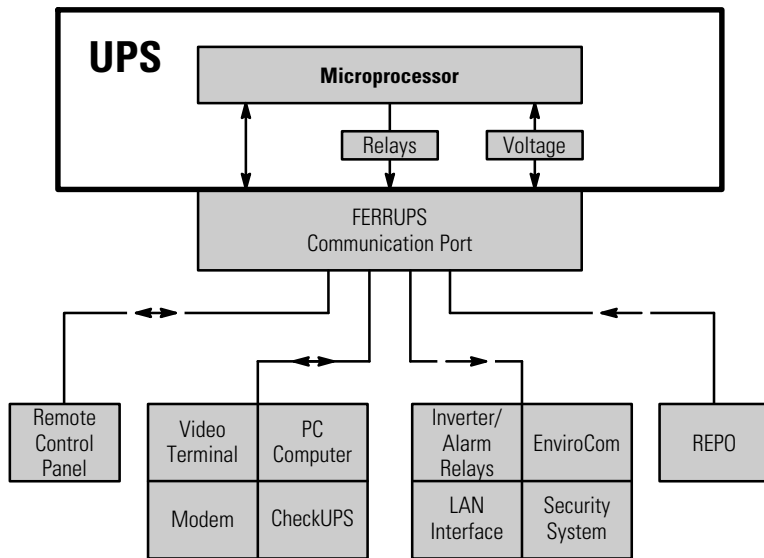 UPS
Microprocessor
Relays
Voltage
FERRUPS
Communication Port
Remote
Control
Panel
Video
Terminal
PC
Computer
Modem
CheckUPS
Inverter/
Alarm
Relays
EnviroCom
LAN
Interface
Security
System
REPO